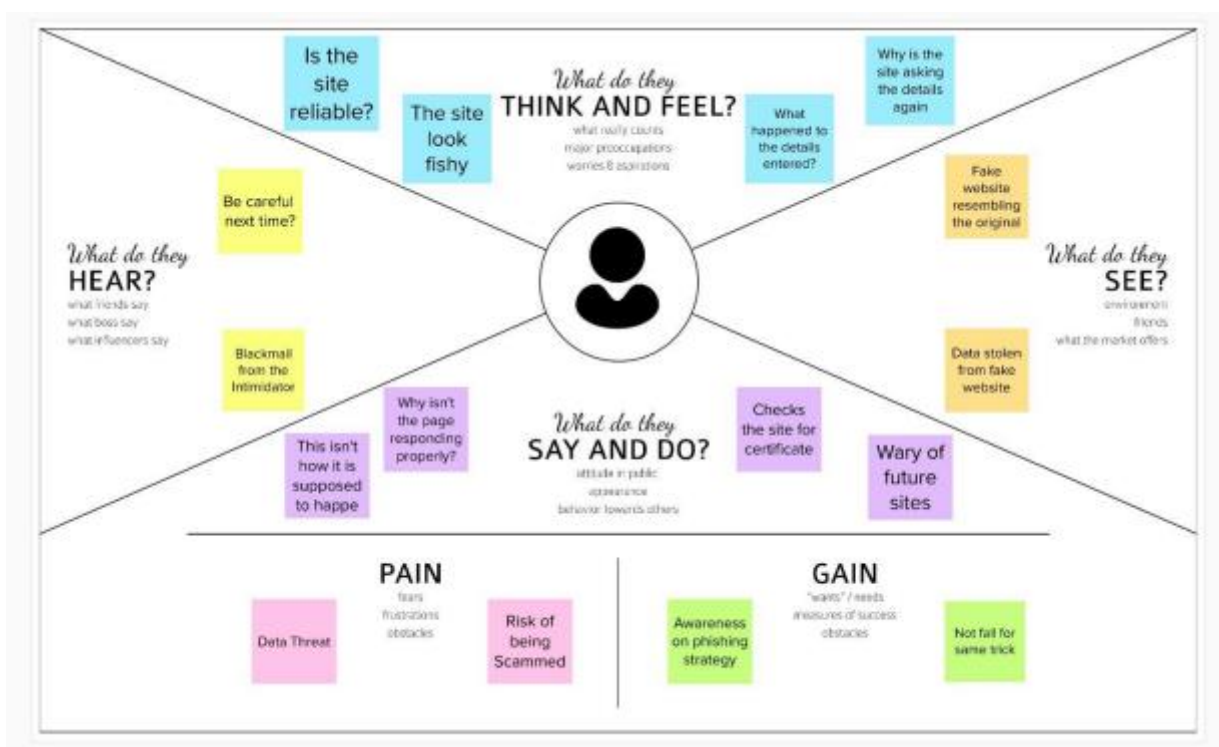 Is the
site
reliable?
The site
look
fishy
What do they
THINK AND FEEL?
what really counts
major preoccupations
worries & aspirations
What
happened to
the details
entered?
Why is the
site asking
the details
again
Be careful
next time?
What do they
HEAR?
what friends say
what boss say
what influencers say
Blackmail
from the
Intimidator
Fake
website
resembling
the original
What do they
SEE?
environment
friends
what the market offers
Data stolen
from fake
website
This isn't
how it is
supposed
to happe
Why isn't
the page
responding
properly?
What do they
SAY AND DO?
attitude in public
appearance
behavior towards others
Checks
the site for
certificate
Wary of
future
sites
PAIN
fears
frustrations
obstacles
Data Threat
Risk of
being
Scammed
GAIN
"wants" / needs
measures of success
obstacles
Awareness
on phishing
strategy
Not fall for
same trick